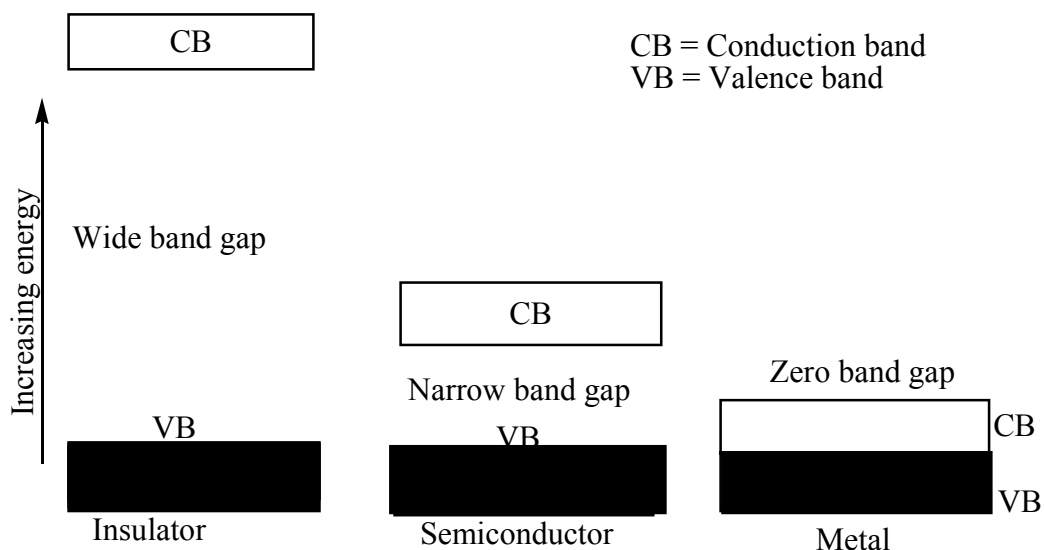 CB
CB = Conduction band
VB = Valence band
Increasing energy
Wide band gap
CB
Narrow band gap
Zero band gap
VB
VB
CB
VB
Insulator
Semiconductor
Metal